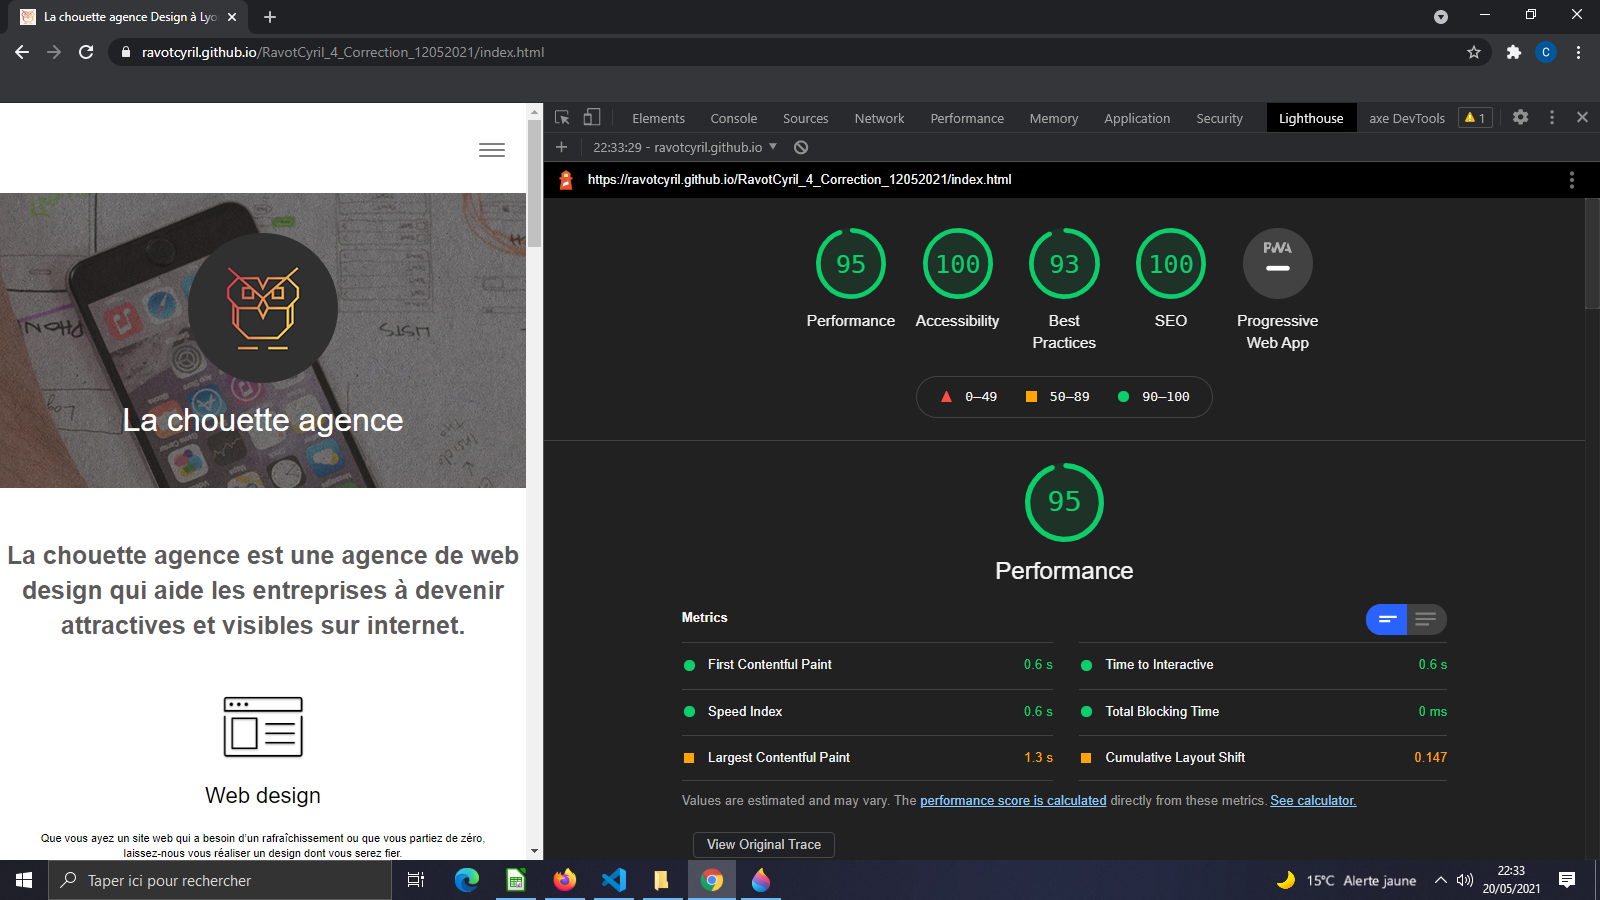 La chouette agence Design à Lyo
ravotcyril.github.io/RavotCyril_4_Correction_12052021/index.html
C
Elements Console Sources Network Performance Memory Application Security Lighthouse axe DevTools 1
22:33:29 - ravotcyril.github.io
https://ravotcyril.github.io/RavotCyril_4_Correction_12052021/index.html
La chouette agence
La chouette agence est une agence de web
design qui aide les entreprises à devenir
attractives et visibles sur internet.
Web design
Que vous ayez un site web qui a besoin d'un rafraîchissement ou que vous partiez de zéro,
laissez-nous vous réaliser un design dont vous serez fier.
95 100 93 100 PWA
Performance Accessibility Best Practices SEO Progressive Web App
0–49 50–89 90–100
95
Performance
Metrics
First Contentful Paint 0.6 s
Time to Interactive 0.6 s
Speed Index 0.6 s
Total Blocking Time 0 ms
Largest Contentful Paint 1.3 s
Cumulative Layout Shift 0.147
Values are estimated and may vary. The performance score is calculated directly from these metrics. See calculator.
View Original Trace
Taper ici pour rechercher
15°C Alerte jaune
22:33
20/05/2021